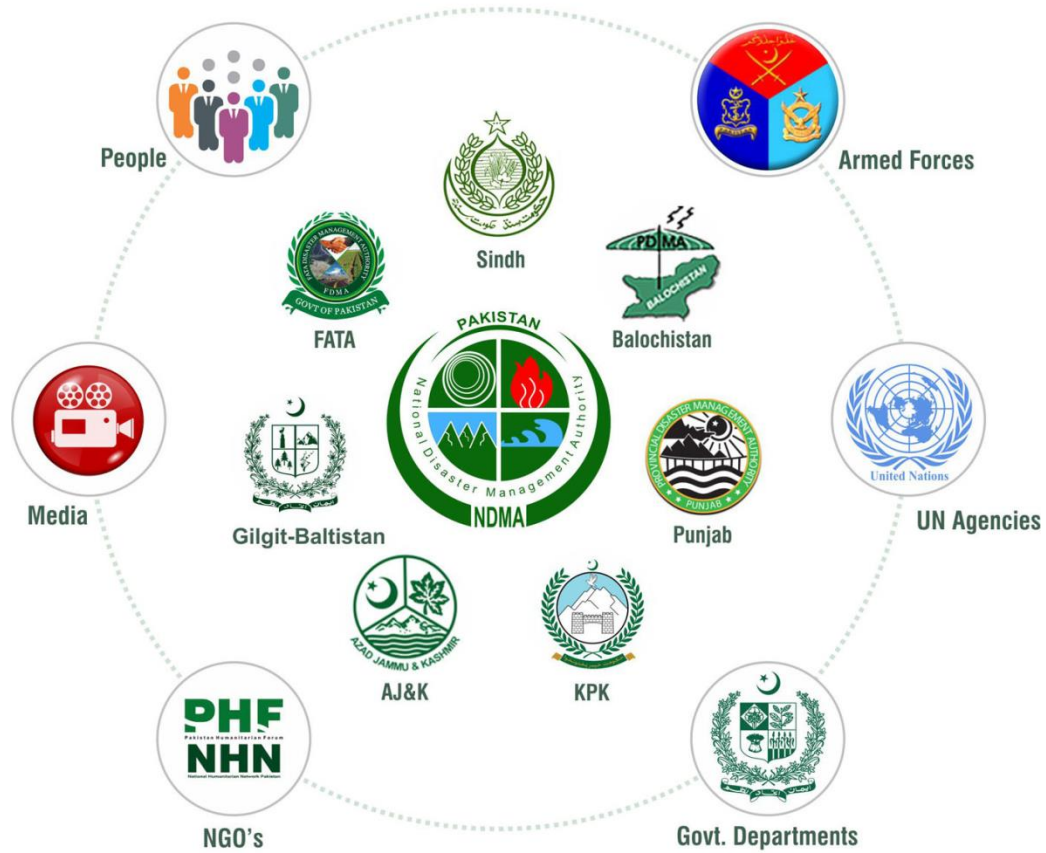 People
Armed Forces
Sindh
FATA DISASTER MANAGEMENT AUTHORITY
FDMA
GOVT OF PAKISTAN
FATA
PDMA
BALOCHISTAN
Balochistan
PAKISTAN
National Disaster Management Authority
NDMA
Media
Gilgit-Baltistan
PROVINCIAL DISASTER MANAGEMENT AUTHORITY
PUNJAB
Punjab
United Nations
UN Agencies
AZAD JAMMU & KASHMIR
AJ&K
KPK
PHF
Pakistan Humanitarian Forum
NHN
National Humanitarian Network Pakistan
NGO's
Govt. Departments